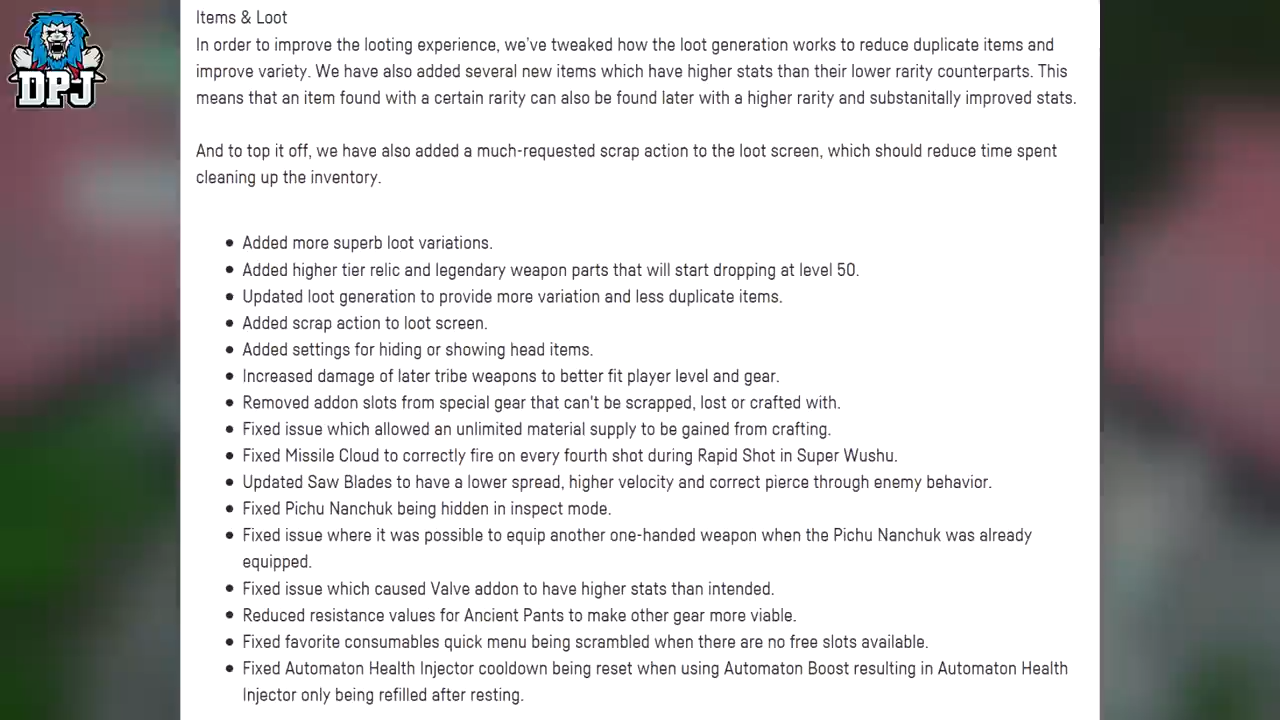 DPJ
Items & Loot
In order to improve the looting experience, we've tweaked how the loot generation works to reduce duplicate items and
improve variety. We have also added several new items which have higher stats than their lower rarity counterparts. This
means that an item found with a certain rarity can also be found later with a higher rarity and substanitally improved stats.
And to top it off, we have also added a much-requested scrap action to the loot screen, which should reduce time spent
cleaning up the inventory.
• Added more superb loot variations.
• Added higher tier relic and legendary weapon parts that will start dropping at level 50.
• Updated loot generation to provide more variation and less duplicate items.
• Added scrap action to loot screen.
• Added settings for hiding or showing head items.
• Increased damage of later tribe weapons to better fit player level and gear.
• Removed addon slots from special gear that can't be scrapped, lost or crafted with.
• Fixed issue which allowed an unlimited material supply to be gained from crafting.
• Fixed Missile Cloud to correctly fire on every fourth shot during Rapid Shot in Super Wushu.
• Updated Saw Blades to have a lower spread, higher velocity and correct pierce through enemy behavior.
• Fixed Pichu Nanchuk being hidden in inspect mode.
• Fixed issue where it was possible to equip another one-handed weapon when the Pichu Nanchuk was already
equipped.
• Fixed issue which caused Valve addon to have higher stats than intended.
• Reduced resistance values for Ancient Pants to make other gear more viable.
• Fixed favorite consumables quick menu being scrambled when there are no free slots available.
• Fixed Automaton Health Injector cooldown being reset when using Automaton Boost resulting in Automaton Health
Injector only being refilled after resting.